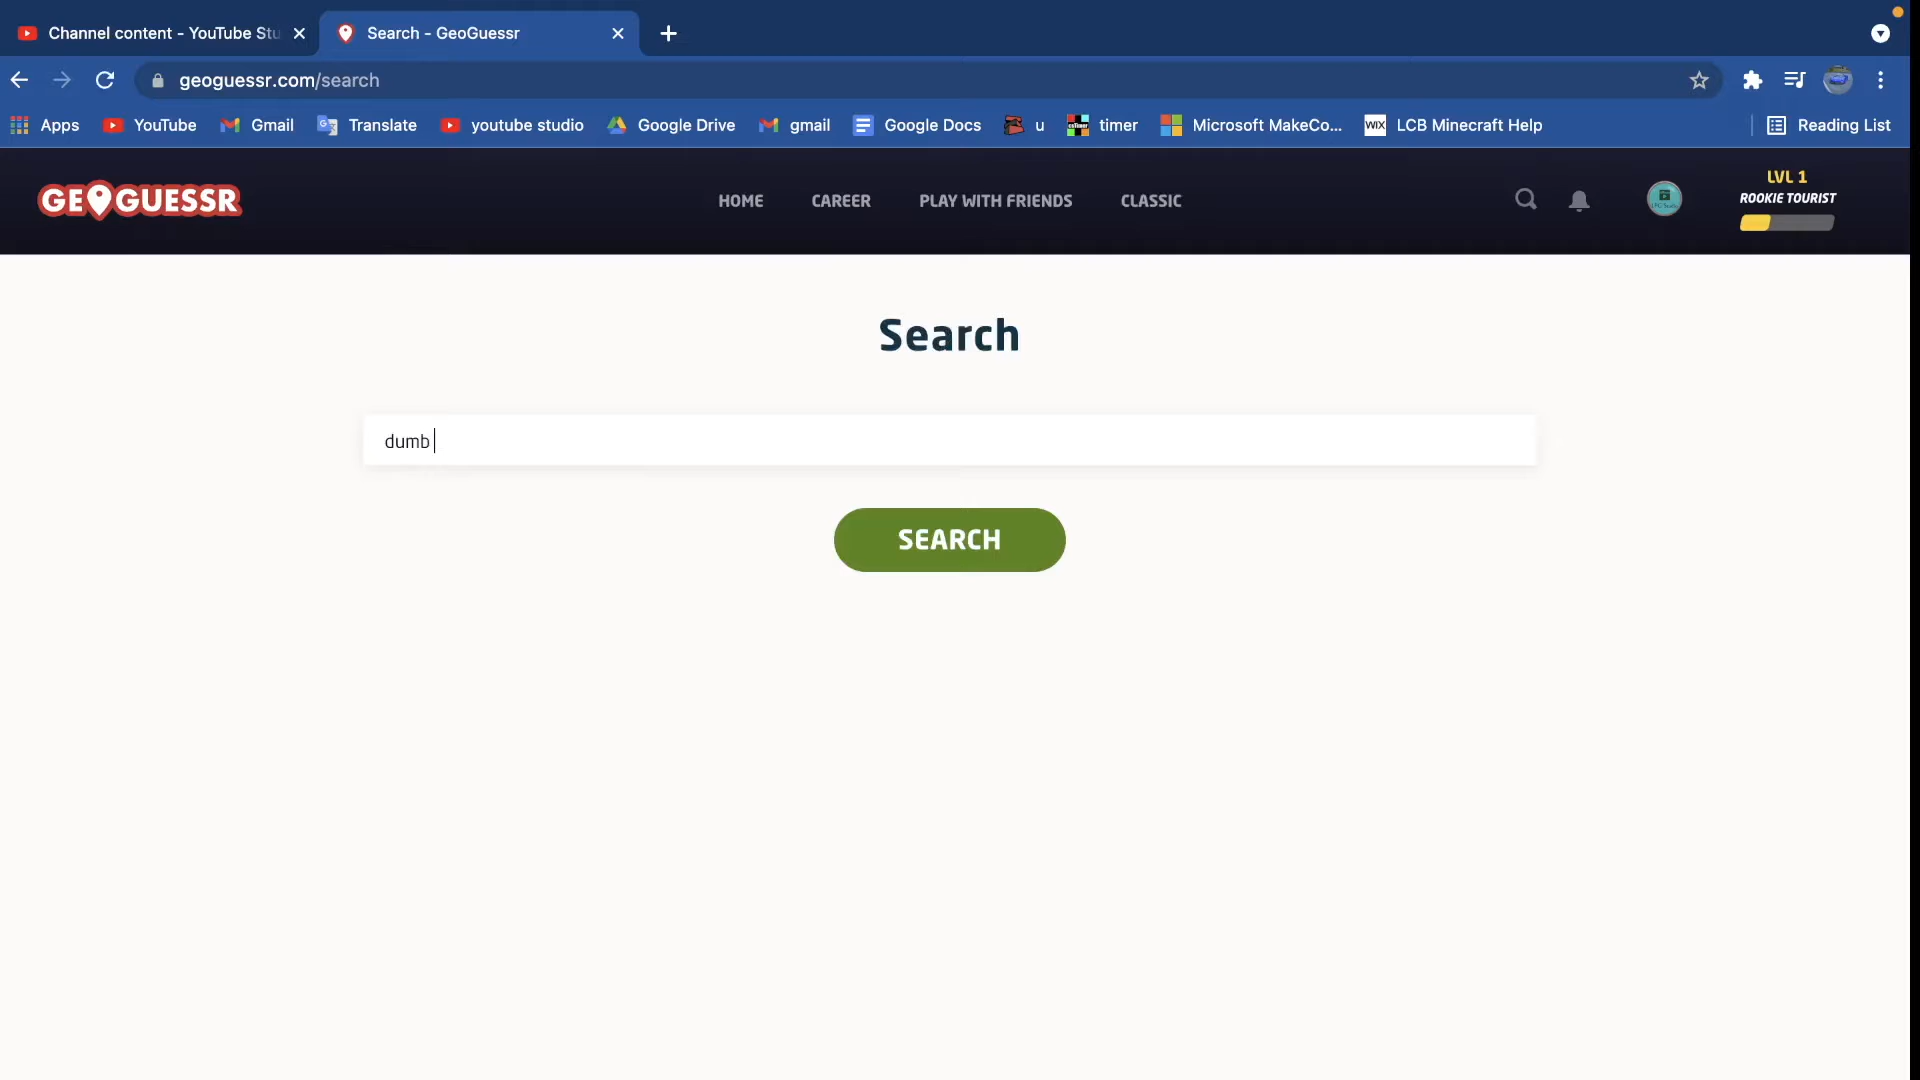 Channel content - YouTube Stu
Search - GeoGuessr
geoguessr.com/search
Apps YouTube Gmail Translate youtube studio Google Drive gmail Google Docs u timer Microsoft MakeCo... WIX LCB Minecraft Help Reading List
GEOGUESSR HOME CAREER PLAY WITH FRIENDS CLASSIC
LVL 1
ROOKIE TOURIST
Search
dumb
SEARCH